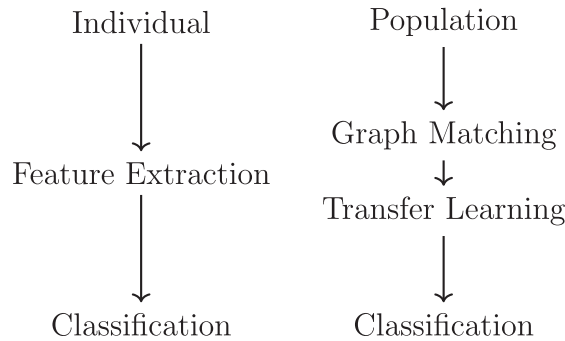 Individual
Feature Extraction
Classification
Population
Graph Matching
Transfer Learning
Classification